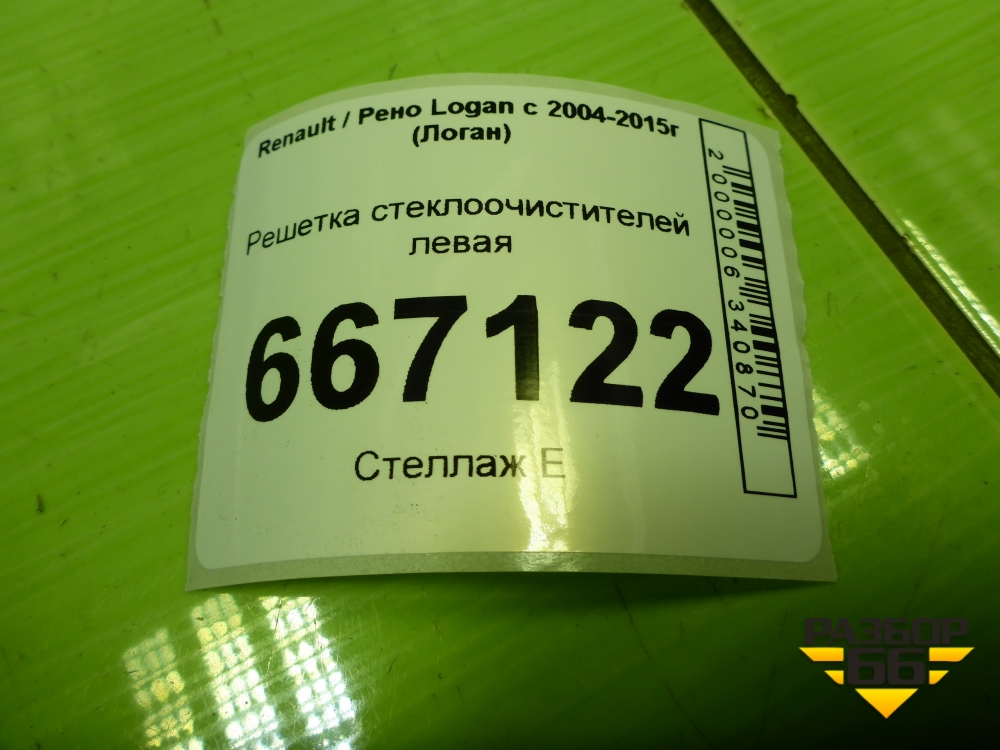 Renault / Рено Logan с 2004-2015г
(Логан)
Решетка стеклоочистителей
левая
667122
Стеллаж Е
2000006340870
РАЗБОР
66